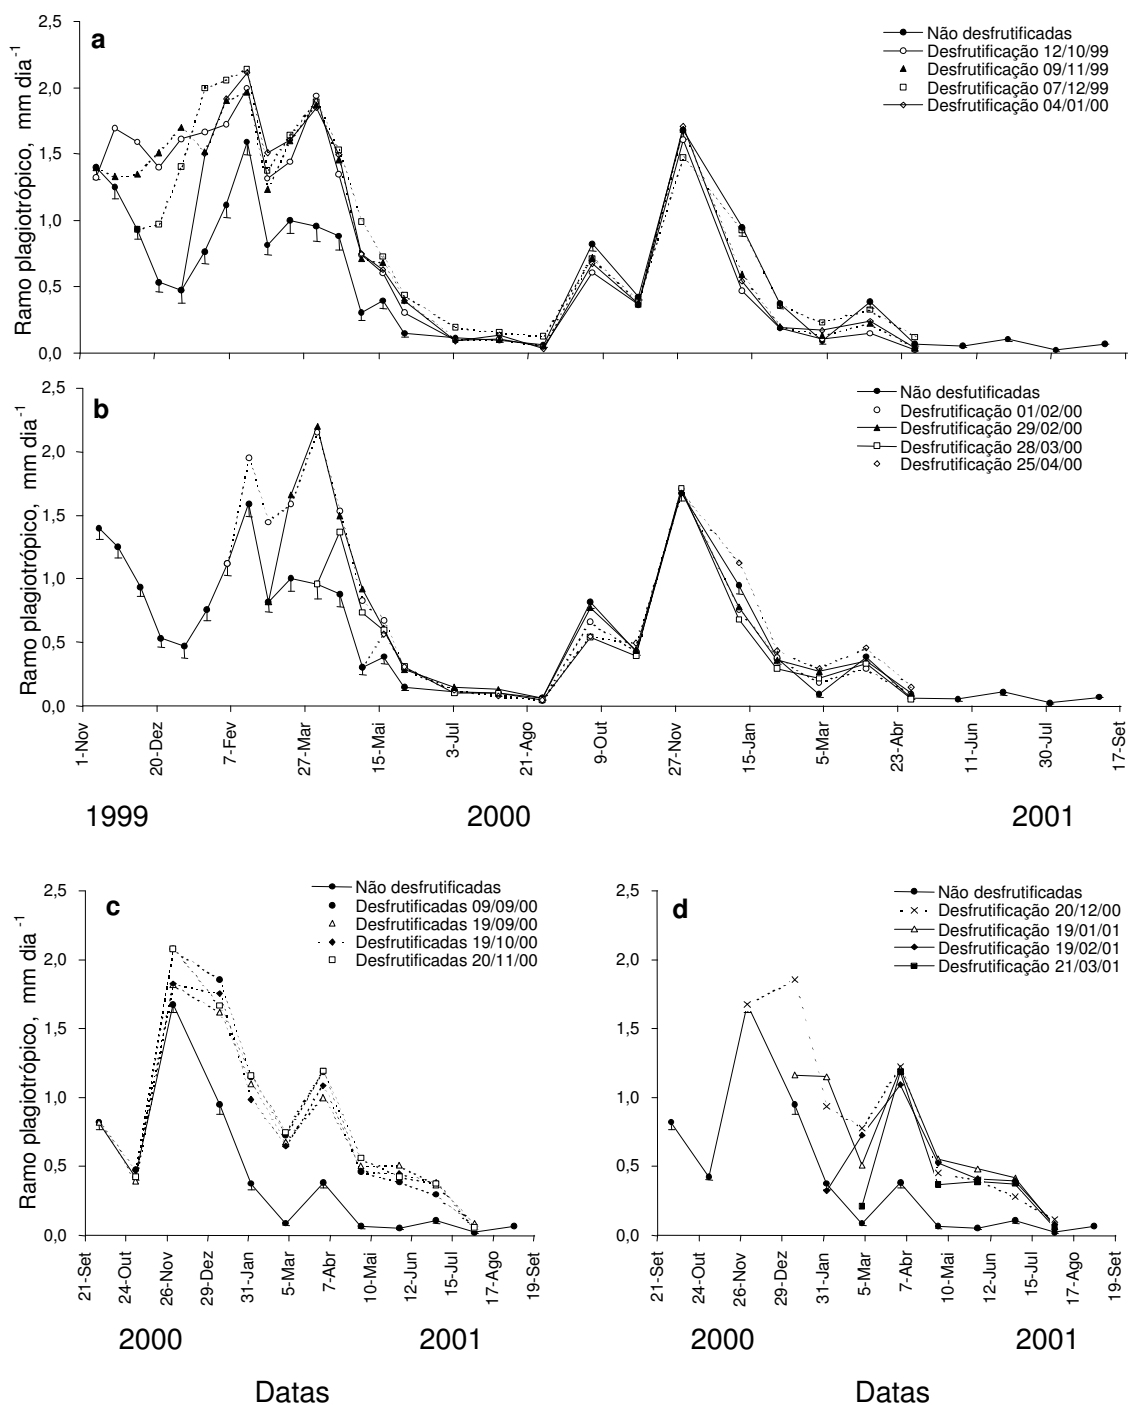 a
Ramo plagiotrópico, mm dia -1
2,5
2,0
1,5
1,0
0,5
0,0
Não desfrutificadas
Desfrutificação 12/10/99
Desfrutificação 09/11/99
Desfrutificação 07/12/99
Desfrutificação 04/01/00
b
Ramo plagiotrópico, mm dia -1
2,5
2,0
1,5
1,0
0,5
0,0
Não desfutificadas
Desfrutificação 01/02/00
Desfrutificação 29/02/00
Desfrutificação 28/03/00
Desfrutificação 25/04/00
1-Nov
20-Dez
7-Fev
27-Mar
15-Mai
3-Jul
21-Ago
9-Out
27-Nov
15-Jan
5-Mar
23-Abr
11-Jun
30-Jul
17-Set
1999 2000 2001
c
Ramo plagiotrópico, mm dia -1
2,5
2,0
1,5
1,0
0,5
0,0
Não desfrutificadas
Desfrutificadas 09/09/00
Desfrutificadas 19/09/00
Desfrutificadas 19/10/00
Desfrutificadas 20/11/00
21-Set
24-Out
26-Nov
29-Dez
31-Jan
5-Mar
7-Abr
10-Mai
12-Jun
15-Jul
17-Ago
19-Set
2000 2001
Datas
d
2,5
2,0
1,5
1,0
0,5
0,0
Não desfrutificadas
Desfrutificação 20/12/00
Desfrutificação 19/01/01
Desfrutificação 19/02/01
Desfrutificação 21/03/01
21-Set
24-Out
26-Nov
29-Dez
31-Jan
5-Mar
7-Abr
10-Mai
12-Jun
15-Jul
17-Ago
19-Set
2000 2001
Datas